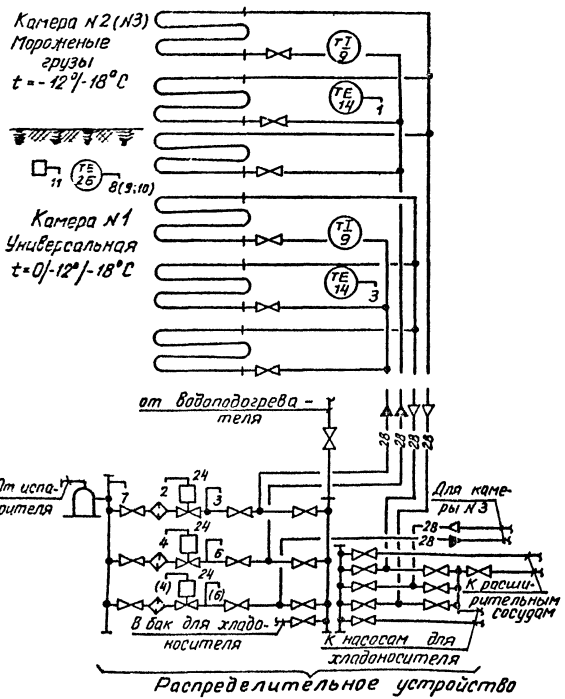 Камера N2 (N3)
Мороженые
грузы
t = -12°/-18°С
TI
9
TE
14
1
11
TE
26
8(9;10)
Камера N1
Универсальная
t=0/-12°/-18°С
TI
9
TE
14
3
от водоподогрева-
теля
28
28
28
28
От испа-
рителя
7
2
24
3
4
24
6
(4)
24
(6)
Для каме-
ры N3
28
28
К расши-
рительным
сосудам
В бак для хладо-
носителя
К насосам для
хладоносителя
Распределительное устройство